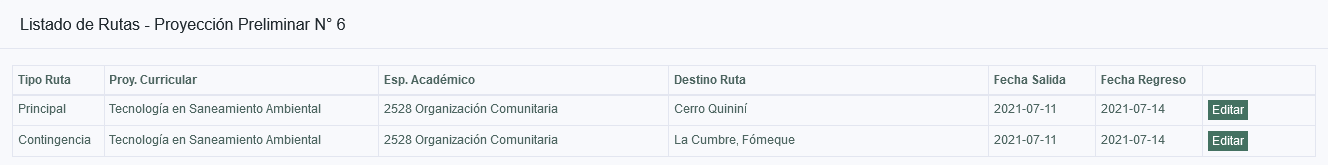 Listado de Rutas - Proyección Preliminar N° 6
Tipo Ruta Proy. Curricular Esp. Académico Destino Ruta Fecha Salida Fecha Regreso
Principal Tecnología en Saneamiento Ambiental 2528 Organización Comunitaria Cerro Quininí 2021-07-11 2021-07-14 Editar
Contingencia Tecnología en Saneamiento Ambiental 2528 Organización Comunitaria La Cumbre, Fómeque 2021-07-11 2021-07-14 Editar